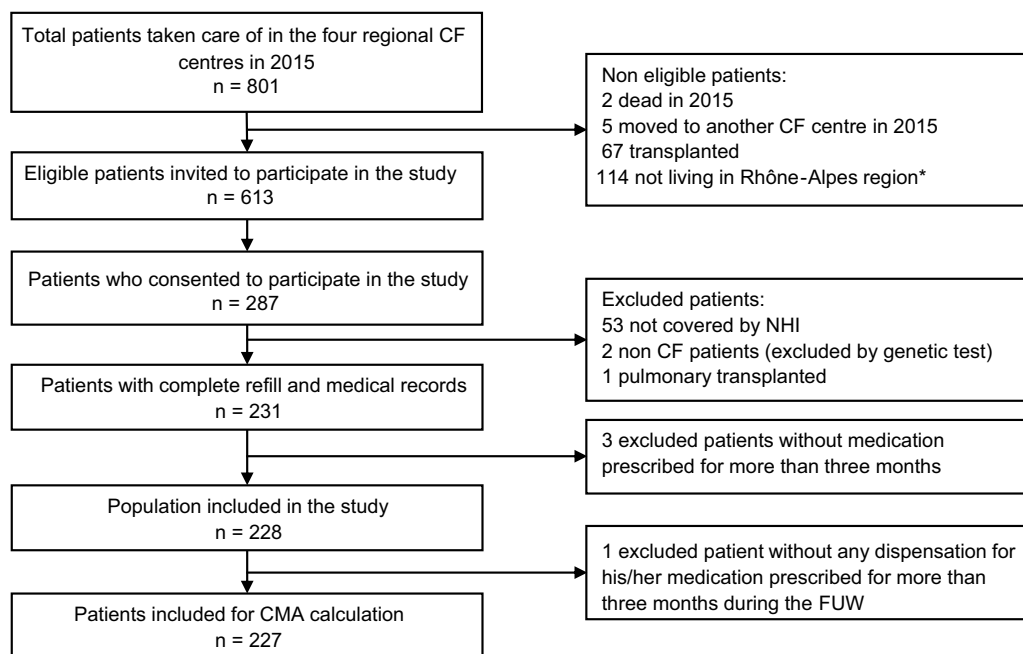 Total patients taken care of in the four regional CF
centres in 2015
n = 801
Non eligible patients:
2 dead in 2015
5 moved to another CF centre in 2015
67 transplanted
114 not living in Rhône-Alpes region*
Eligible patients invited to participate in the study
n = 613
Patients who consented to participate in the study
n = 287
Excluded patients:
53 not covered by NHI
2 non CF patients (excluded by genetic test)
1 pulmonary transplanted
Patients with complete refill and medical records
n = 231
3 excluded patients without medication
prescribed for more than three months
Population included in the study
n = 228
1 excluded patient without any dispensation for
his/her medication prescribed for more than
three months during the FUW
Patients included for CMA calculation
n = 227